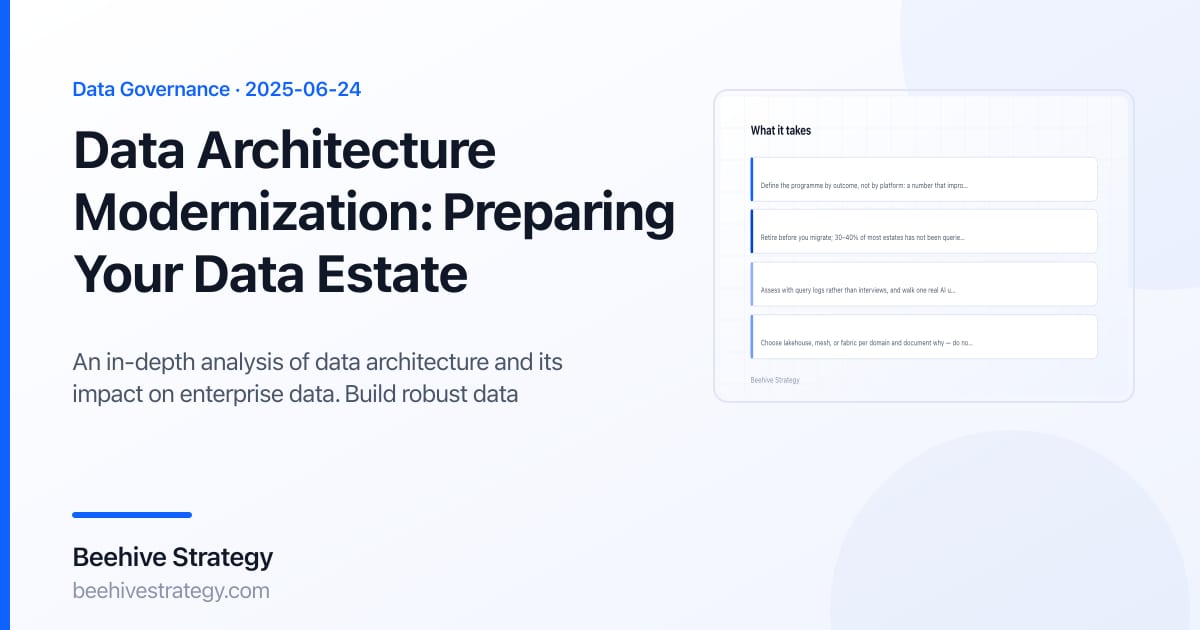 Data Governance · 2025-06-24
Data Architecture
Modernization: Preparing
Your Data Estate
An in-depth analysis of data architecture and its
impact on enterprise data. Build robust data
Beehive Strategy
beehivestrategy.com
What it takes
Define the programme by outcome, not by platform: a number that impro...
Retire before you migrate; 30–40% of most estates has not been querie...
Assess with query logs rather than interviews, and walk one real AI u...
Choose lakehouse, mesh, or fabric per domain and document why — do no...
Beehive Strategy